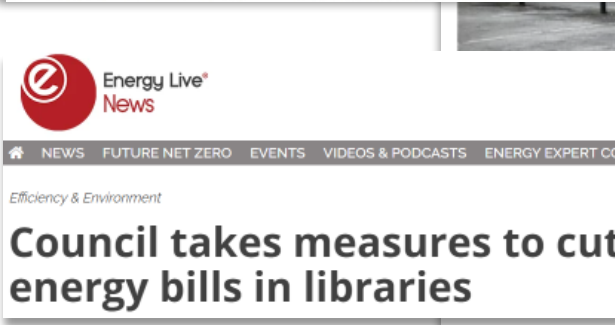 e
Energy Live®
News
NEWS FUTURE NET ZERO EVENTS VIDEOS & PODCASTS ENERGY EXPERT
Efficiency & Environment
Council takes measures to cut
energy bills in libraries